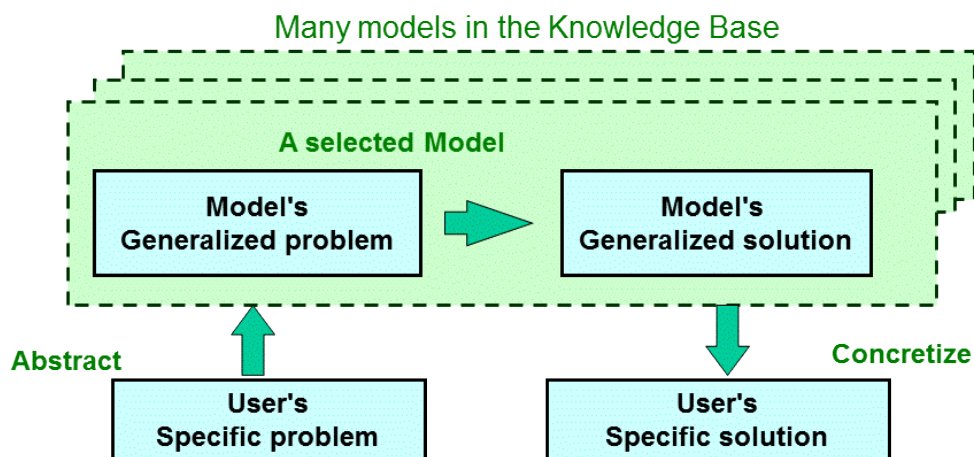 Many models in the Knowledge Base
A selected Model
Model's
Generalized problem
Model's
Generalized solution
Abstract
Concretize
User's
Specific problem
User's
Specific solution